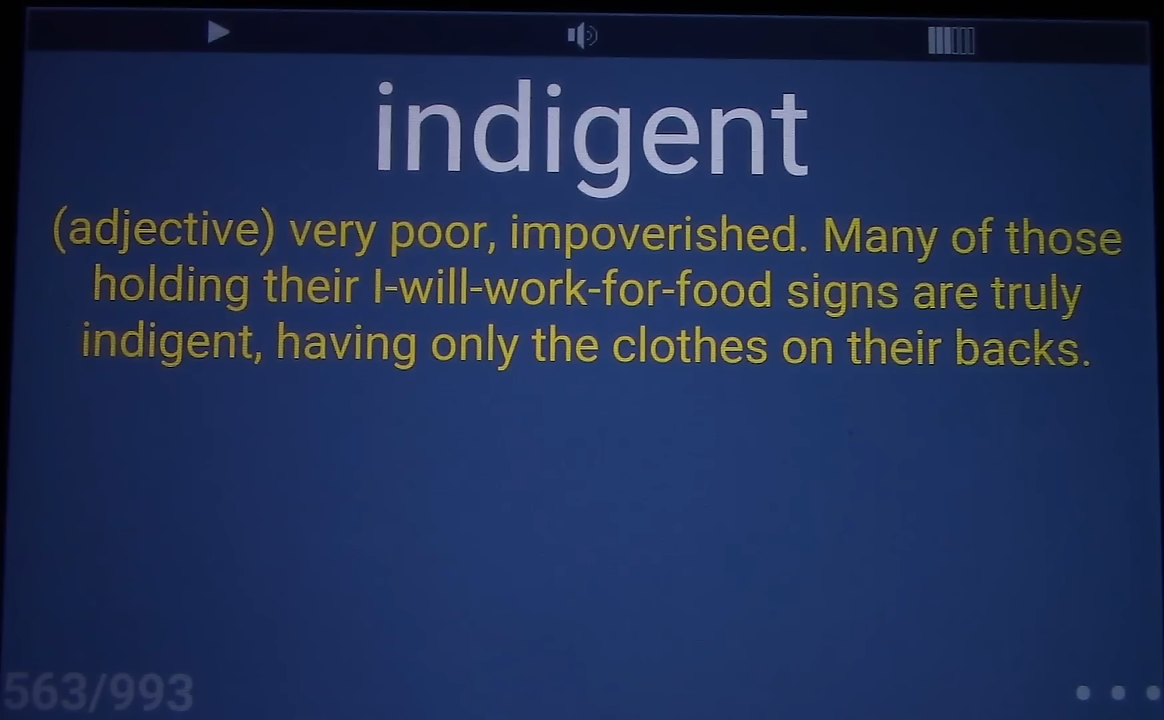 indigent
(adjective) very poor, impoverished. Many of those
holding their I-will-work-for-food signs are truly
indigent, having only the clothes on their backs.
563/993